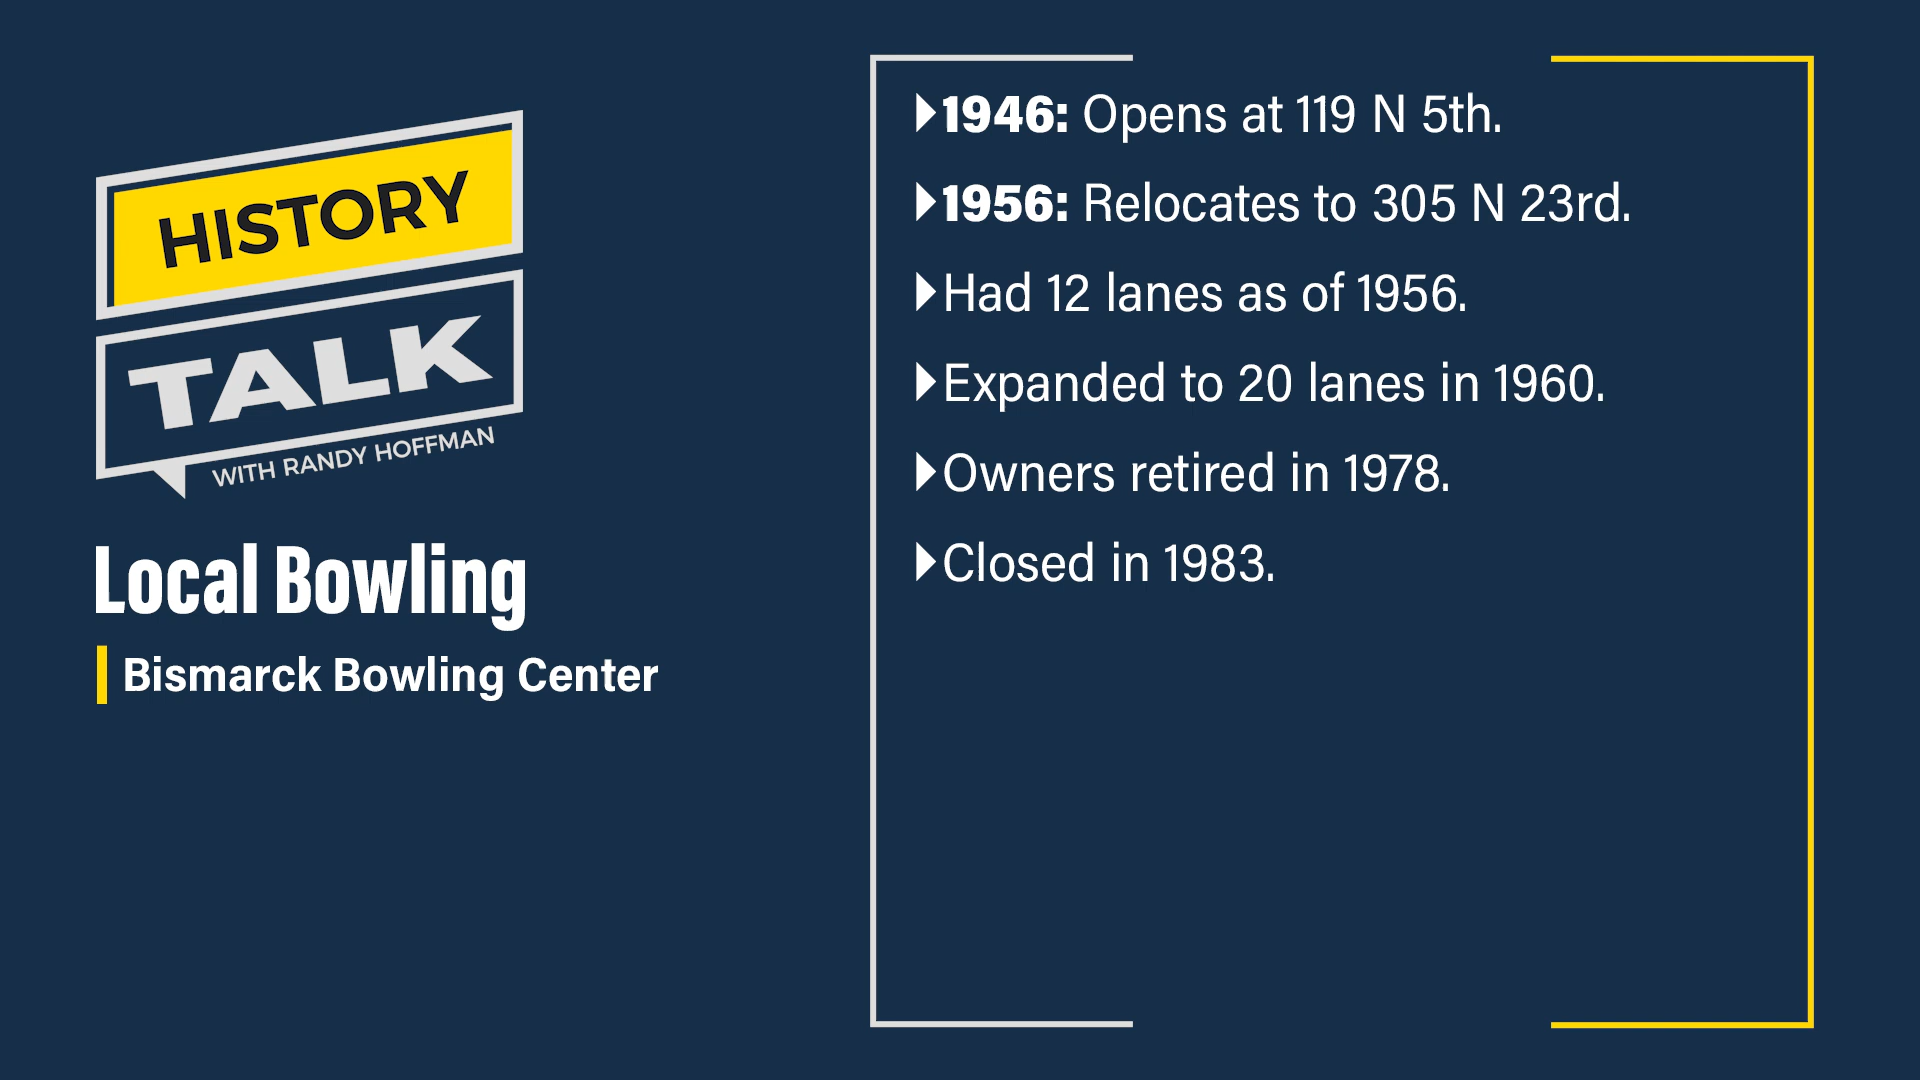 HISTORY
TALK
WITH RANDY HOFFMAN
Local Bowling
Bismarck Bowling Center
1946: Opens at 119 N 5th.
1956: Relocates to 305 N 23rd.
Had 12 lanes as of 1956.
Expanded to 20 lanes in 1960.
Owners retired in 1978.
Closed in 1983.